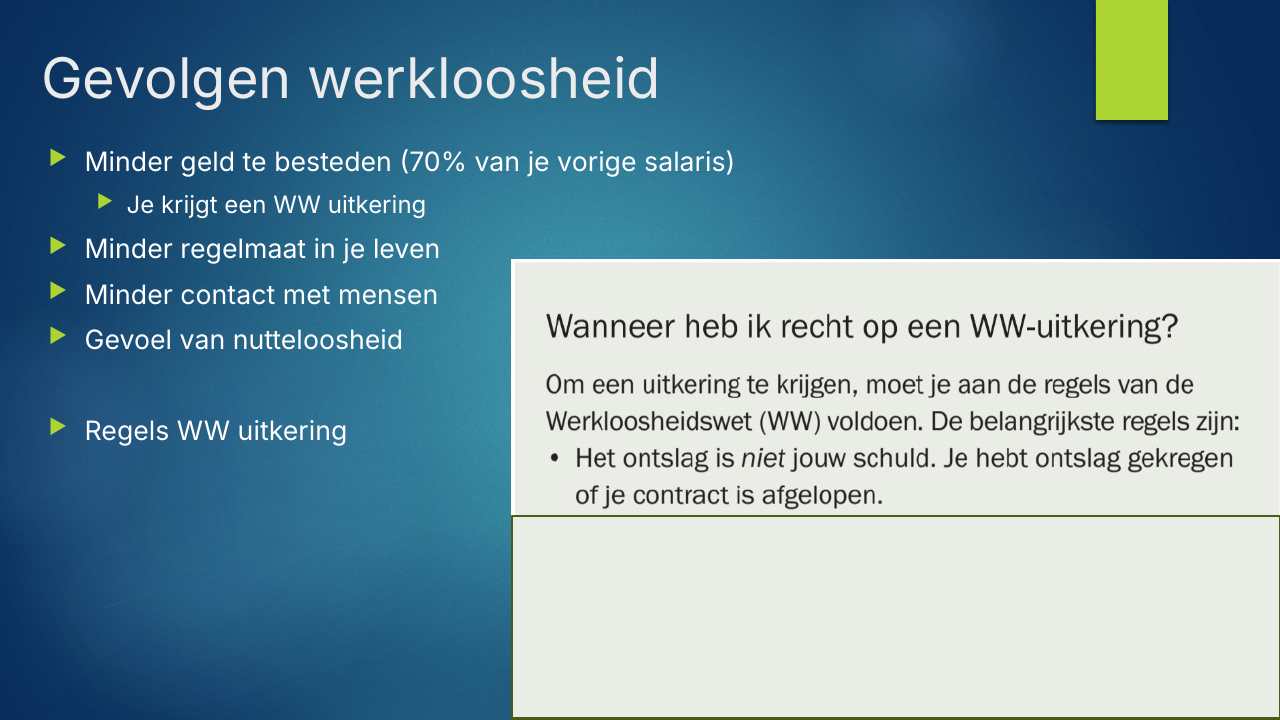 Gevolgen werkloosheid
Minder geld te besteden (70% van je vorige salaris)
Je krijgt een WW uitkering
Minder regelmaat in je leven
Minder contact met mensen
Gevoel van nutteloosheid
Regels WW uitkering
Wanneer heb ik recht op een WW-uitkering?
Om een uitkering te krijgen, moet je aan de regels van de
Werkloosheidswet (WW) voldoen. De belangrijkste regels zijn:
• Het ontslag is niet jouw schuld. Je hebt ontslag gekregen
of je contract is afgelopen.